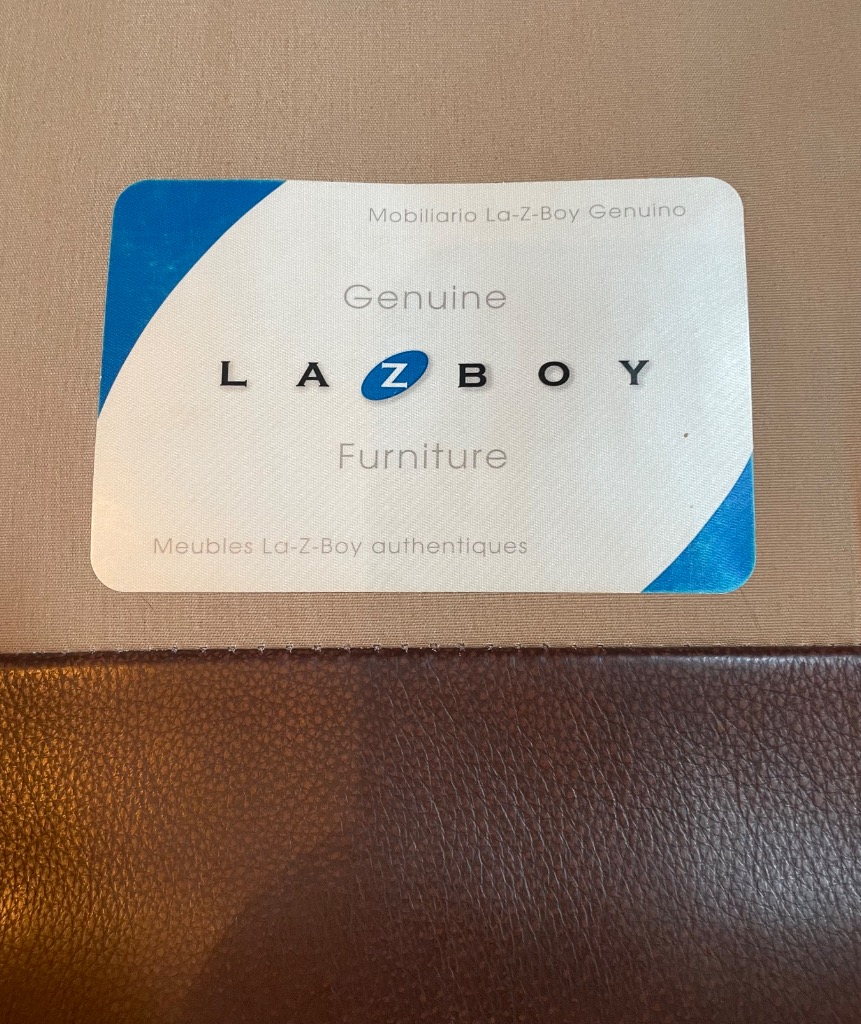 Mobiliario La-Z-Boy Genuino
Genuine
LAZBOY
Furniture
Meubles La-Z-Boy authentiques